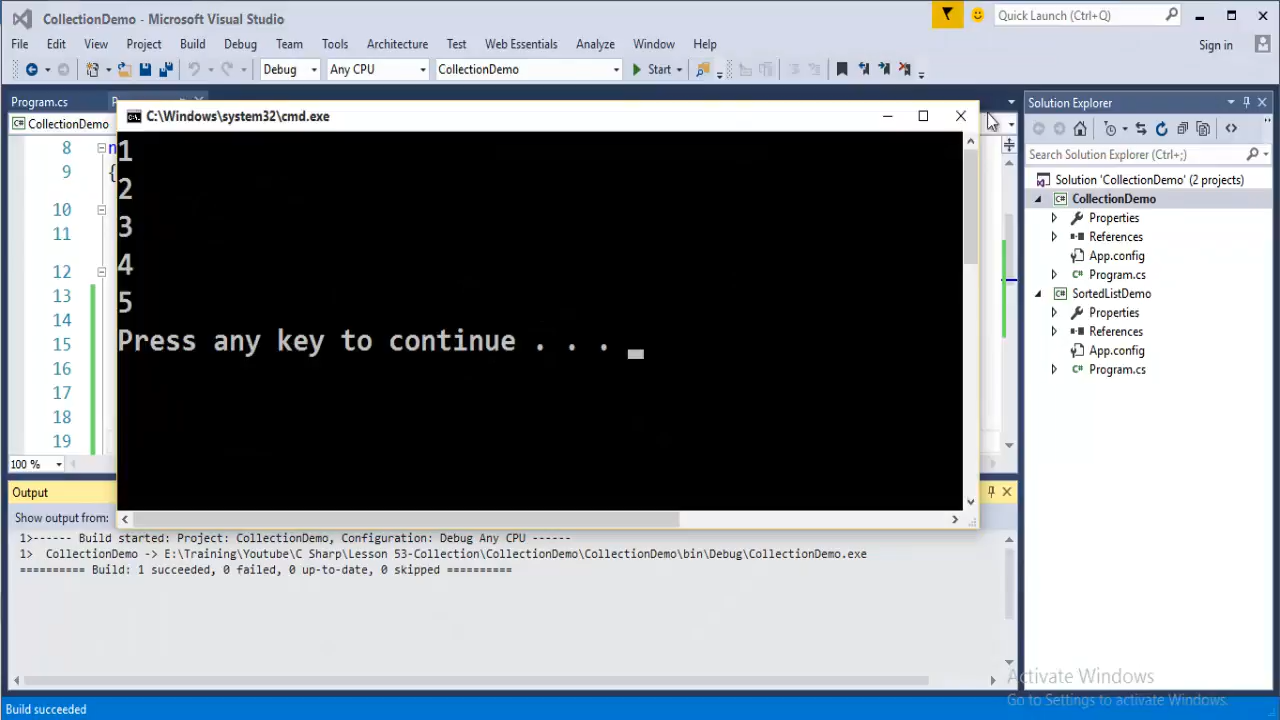 CollectionDemo - Microsoft Visual Studio
Quick Launch (Ctrl+Q)
File Edit View Project Build Debug Team Tools Architecture Test Web Essentials Analyze Window Help
Sign in
Debug Any CPU CollectionDemo Start
Program.cs
C:\Windows\system32\cmd.exe
CollectionDemo
1
2
3
4
5
Press any key to continue . . .
8
9
10
11
12
13
14
15
16
17
18
19
100 %
Solution Explorer
Search Solution Explorer (Ctrl+;)
Solution 'CollectionDemo' (2 projects)
CollectionDemo
Properties
References
App.config
Program.cs
SortedListDemo
Properties
References
App.config
Program.cs
Output
Show output from:
1>------ Build started: Project: CollectionDemo, Configuration: Debug Any CPU ------
1>  CollectionDemo -> E:\Training\Youtube\C Sharp\Lesson 53-Collection\CollectionDemo\CollectionDemo\bin\Debug\CollectionDemo.exe
========== Build: 1 succeeded, 0 failed, 0 up-to-date, 0 skipped ==========
Activate Windows
Go to Settings to activate Windows.
Build succeeded